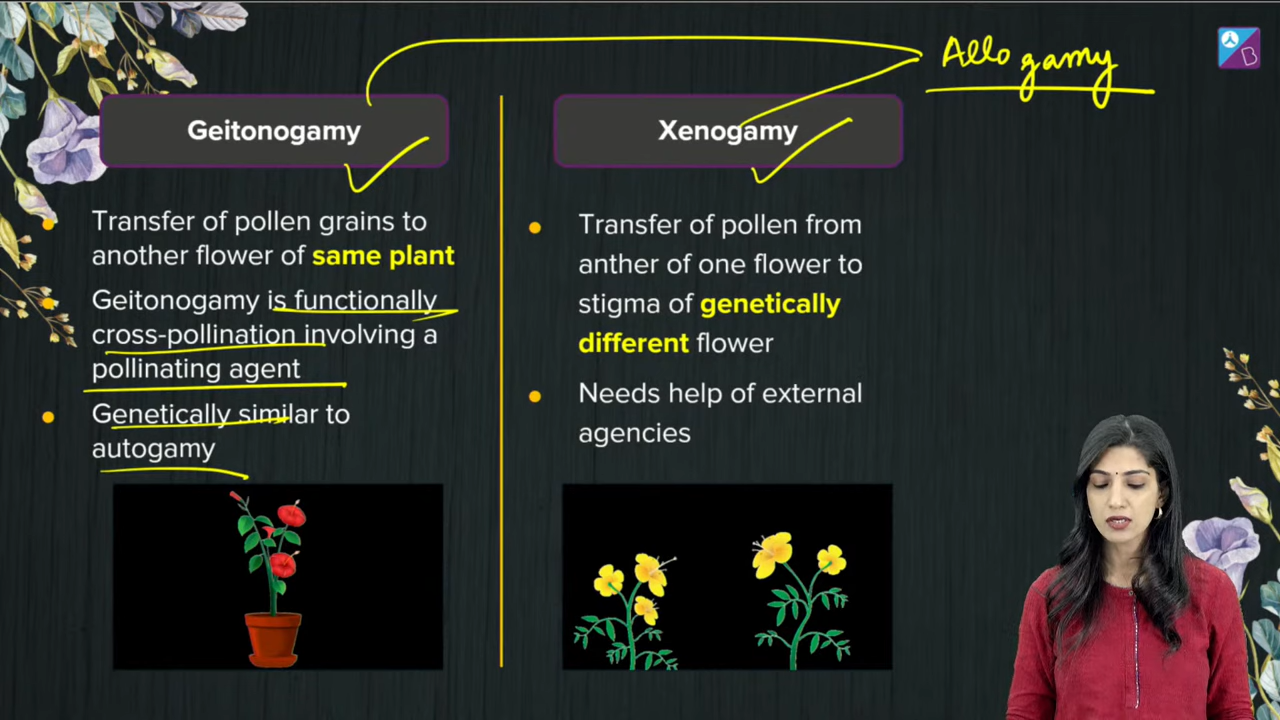 Allogamy
Geitonogamy
Transfer of pollen grains to
another flower of same plant
Geitonogamy is functionally
cross-pollination involving a
pollinating agent
Genetically similar to
autogamy
Xenogamy
Transfer of pollen from
anther of one flower to
stigma of genetically
different flower
Needs help of external
agencies
B